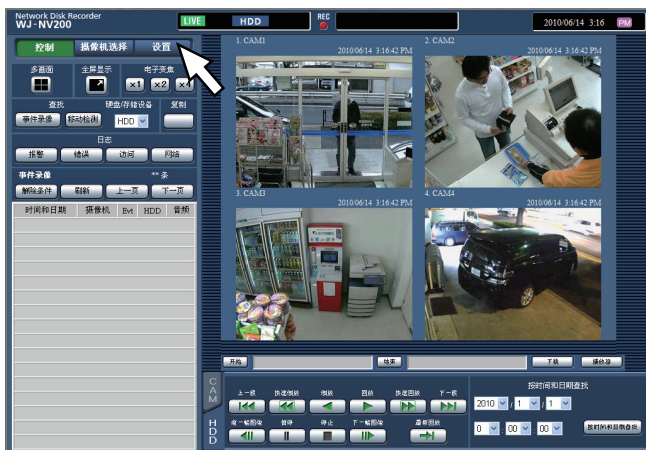 Network Disk Recorder
WJ-NV200
LIVE HDD REC 2010/06/14 3:16 PM
控制 摄像机选择 设置
多画面 全屏显示 电子变焦
×1 ×2 ×4
查找 硬盘/存储设备 复制
事件录像 移动检测 HDD
日志
报警 错误 访问 网络
事件录像 ** 条
解除条件 刷新 上一页 下一页
时间和日期 摄像机 Evt HDD 音频
1. CAM1
2010/06/14 3:16:42 PM
2. CAM2
2010/06/14 3:16:42 PM
3. CAM3
2010/06/14 3:16:42 PM
4. CAM4
2010/06/14 3:16:42 PM
开始 结束 下载 播放器
CAM
HDD
上一段 快速倒放 倒放 回放 快速回放 下一段
前一幅图像 暂停 停止 下一幅图像 最新回放
按时间和日期查找
2010 / 1 / 1
0 : 00 : 00 按时间和日期查找